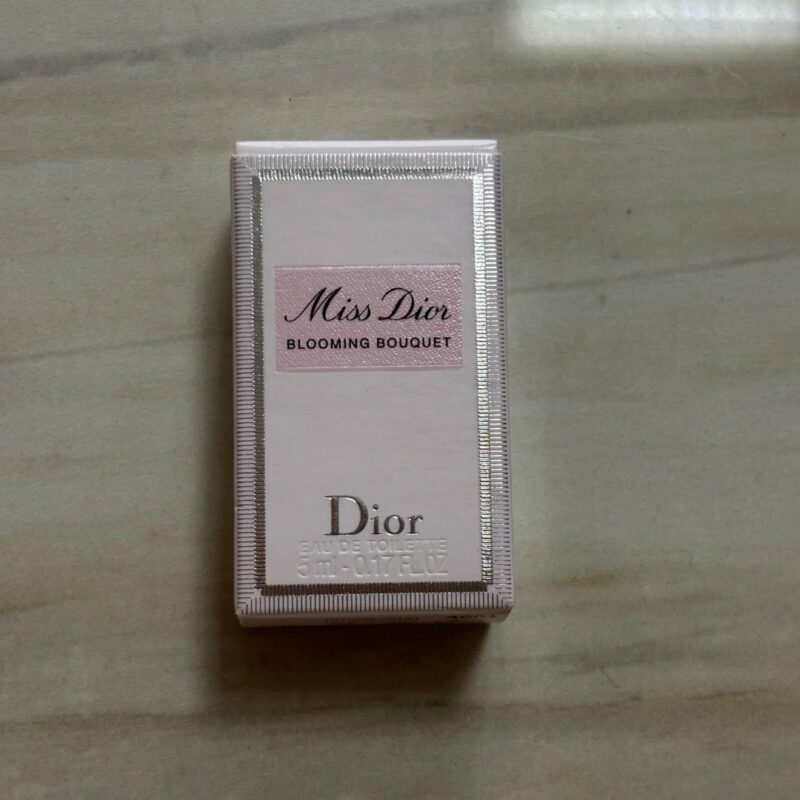 Miss Dior
BLOOMING BOUQUET
Dior
EAU DE TOILETTE
5 ml - 0.17 FL.OZ